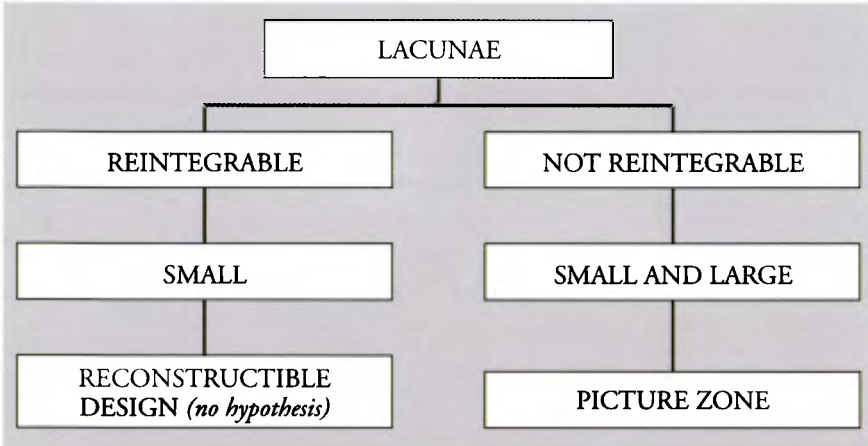 LACUNAE
REINTEGRABLE
NOT REINTEGRABLE
SMALL
SMALL AND LARGE
RECONSTRUCTIBLE
DESIGN (no hypothesis)
PICTURE ZONE